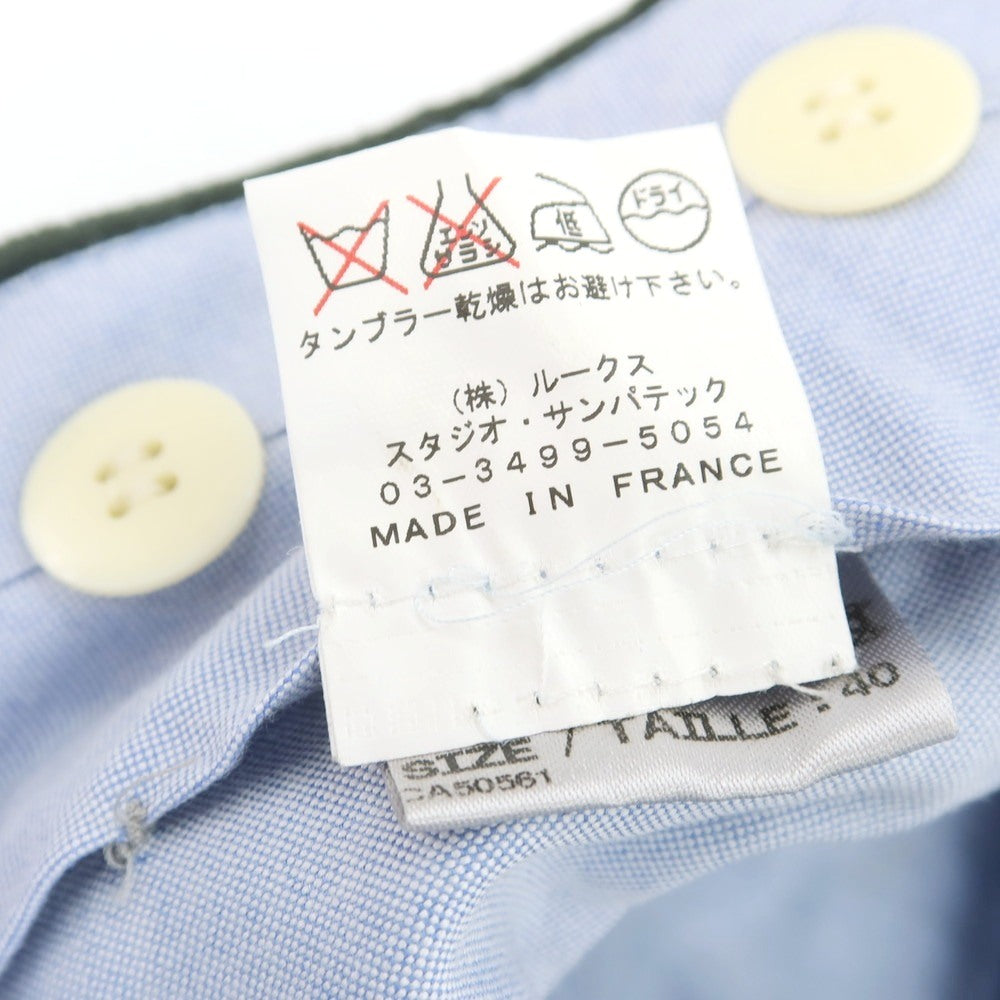 エンソ
サラシ
低
ドライ
タンブラー乾燥はお避け下さい。
(株)ルークス
スタジオ・サンパテック
03-3499-5054
MADE IN FRANCE
SIZE / TAILLE : 40
CA50561